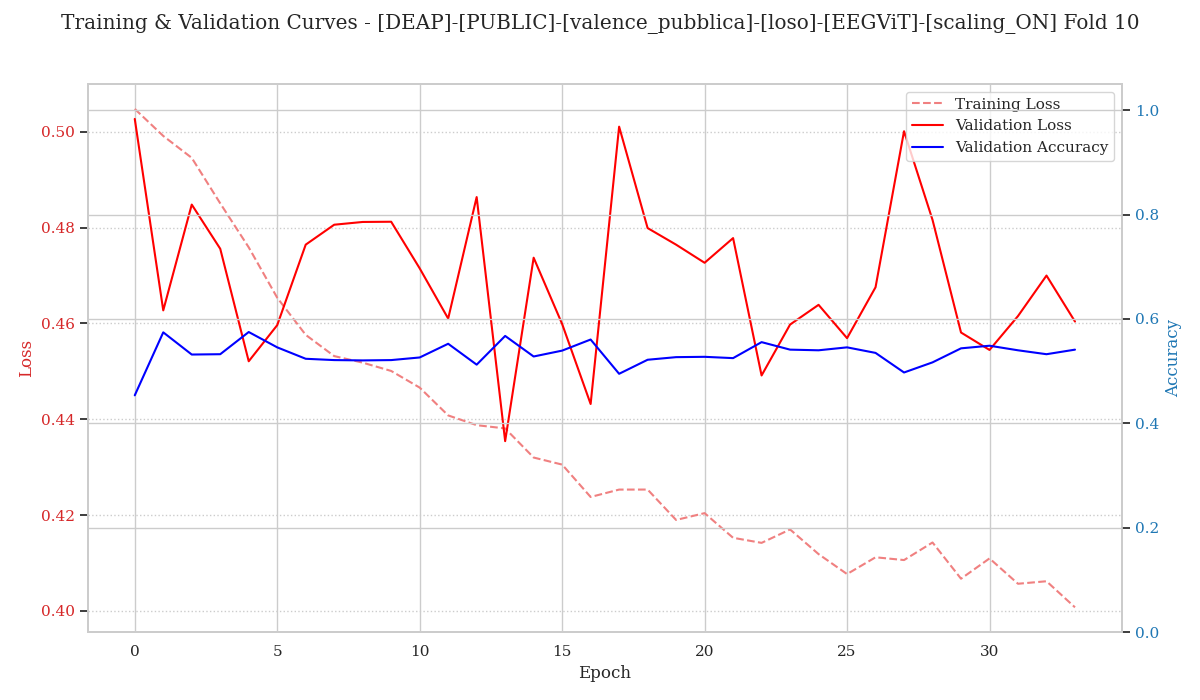 Training & Validation Curves - [DEAP]-[PUBLIC]-[valence_pubblica]-[loso]-[EEGViT]-[scaling_ON] Fold 10
Training Loss
Validation Loss
Validation Accuracy
0.50
0.48
0.46
0.44
0.42
0.40
Loss
1.0
0.8
0.6
0.4
0.2
0.0
Accuracy
0 5 10 15 20 25 30
Epoch